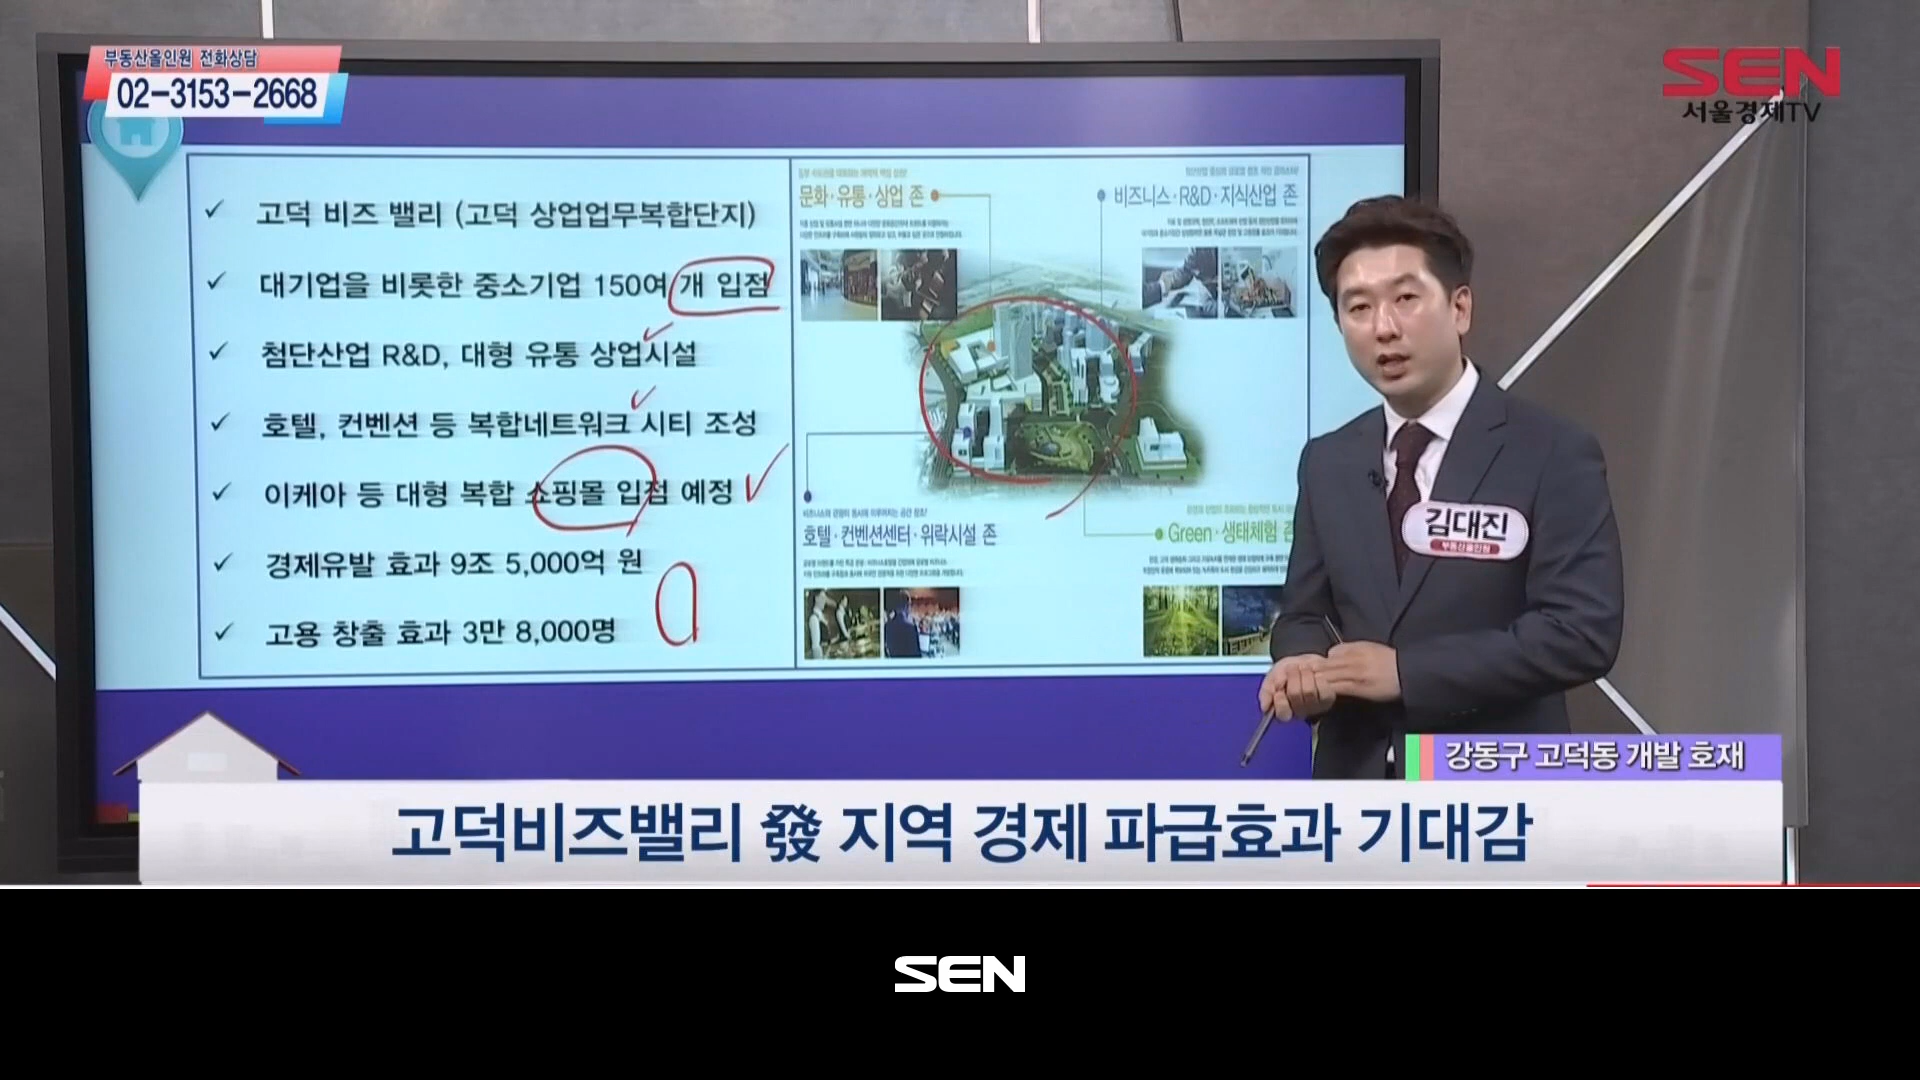 부동산올인원 전화상담
02-3153-2668
SEN
서울경제TV
고덕 비즈 밸리 (고덕 상업업무복합단지)
대기업을 비롯한 중소기업 150여 개 입점
첨단산업 R&D, 대형 유통 상업시설
호텔, 컨벤션 등 복합네트워크 시티 조성
이케아 등 대형 복합 쇼핑몰 입점 예정
경제유발 효과 9조 5,000억 원
고용 창출 효과 3만 8,000명
문화·유통·상업 존
비즈니스·R&D·지식산업 존
호텔·컨벤션센터·위락시설 존
Green·생태체험 존
김대진
부동산올인원
강동구 고덕동 개발 호재
고덕비즈밸리 發 지역 경제 파급효과 기대감
SEN